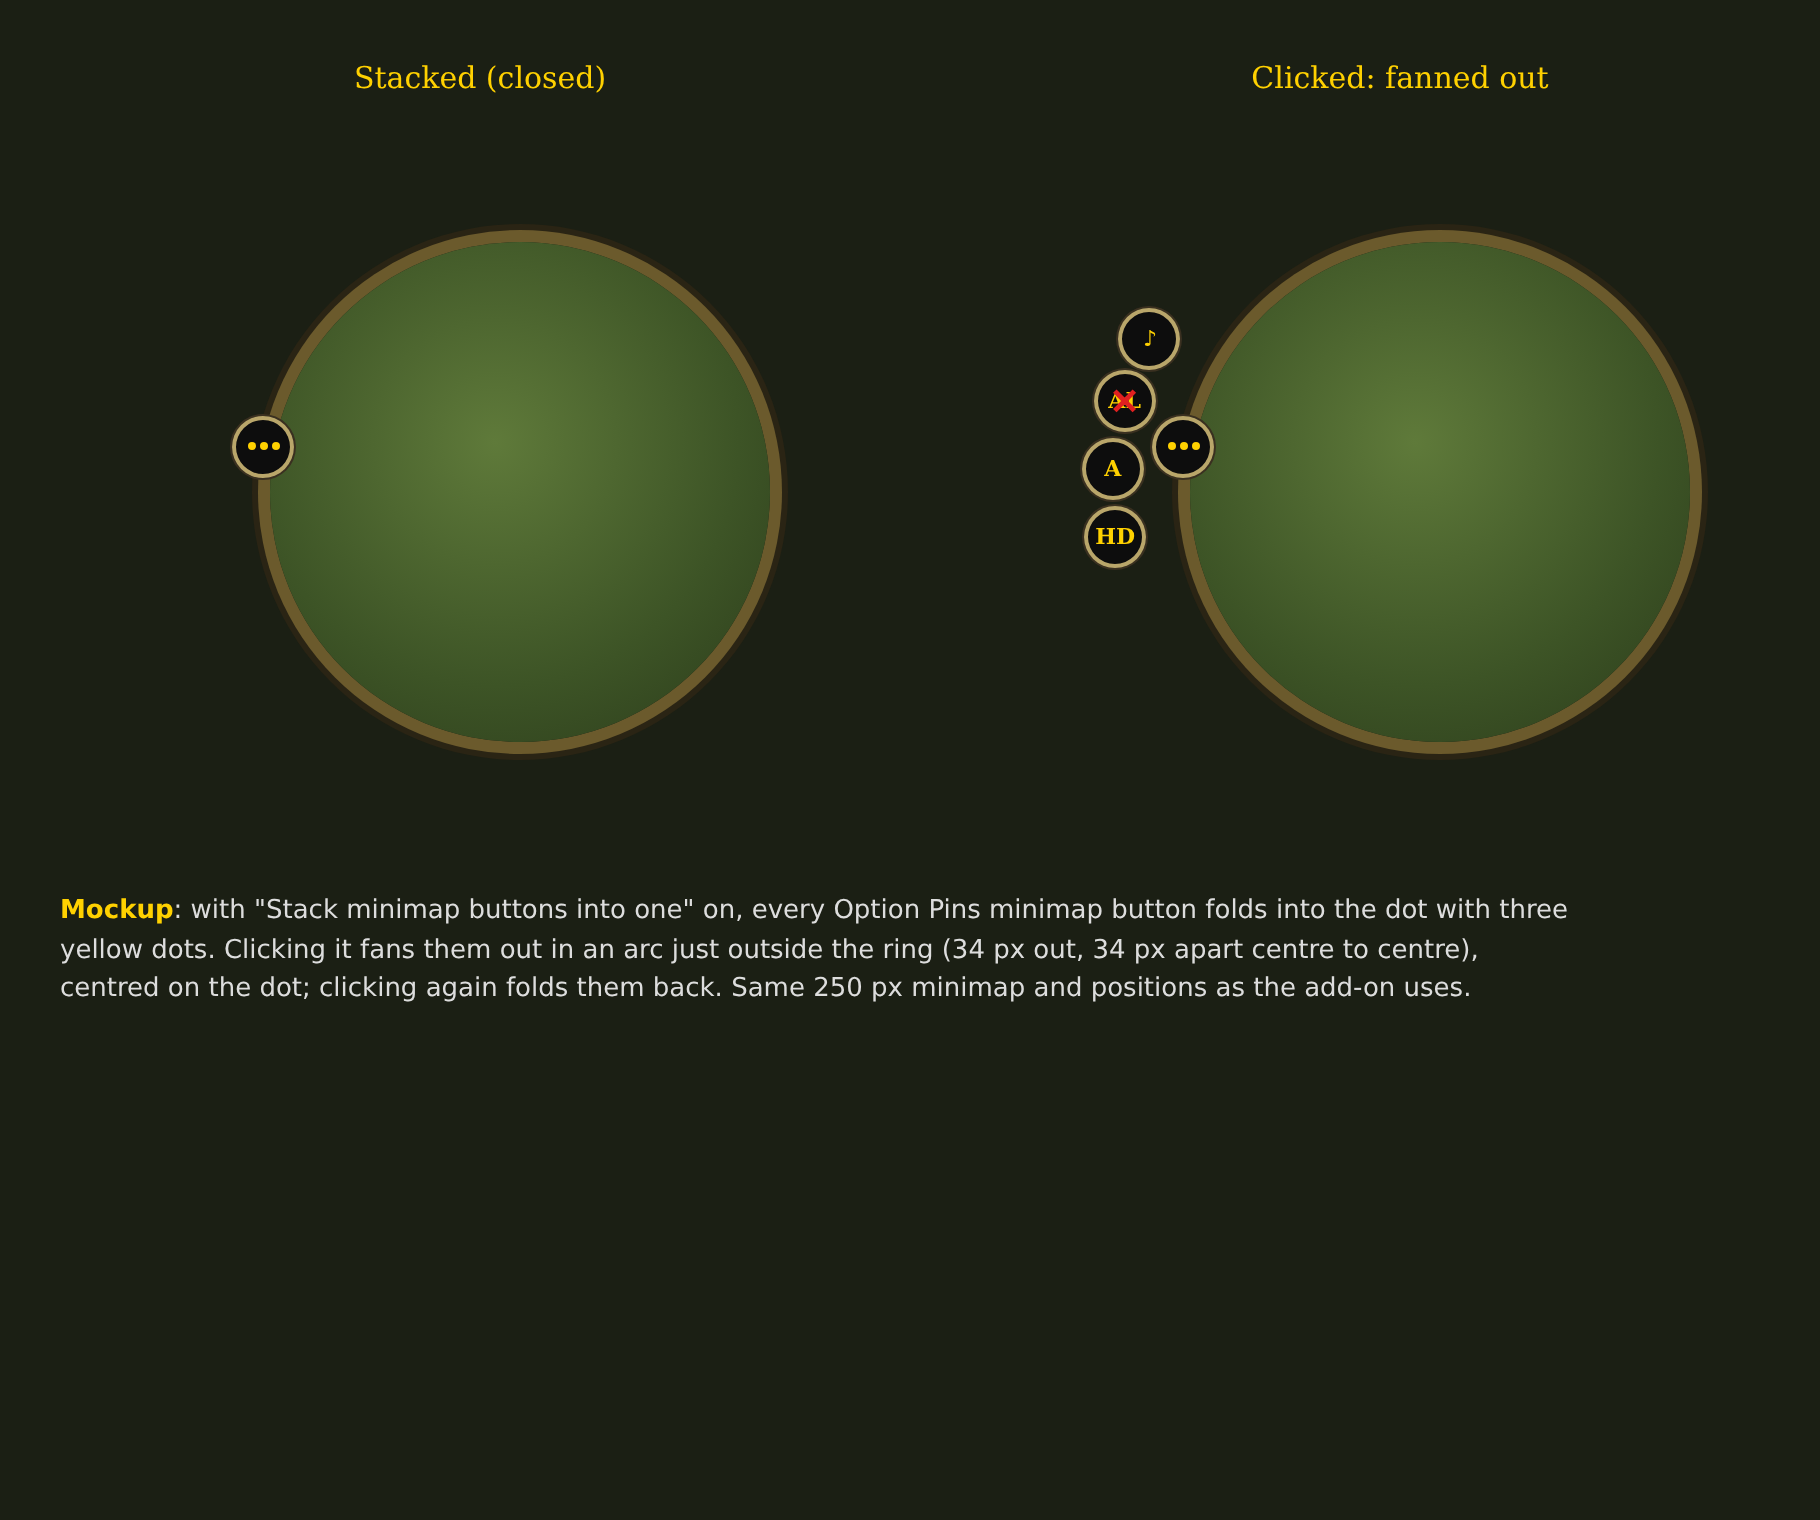 Stacked (closed)
Clicked: fanned out
♪
AL
A
HD
Mockup: with "Stack minimap buttons into one" on, every Option Pins minimap button folds into the dot with three
yellow dots. Clicking it fans them out in an arc just outside the ring (34 px out, 34 px apart centre to centre),
centred on the dot; clicking again folds them back. Same 250 px minimap and positions as the add-on uses.